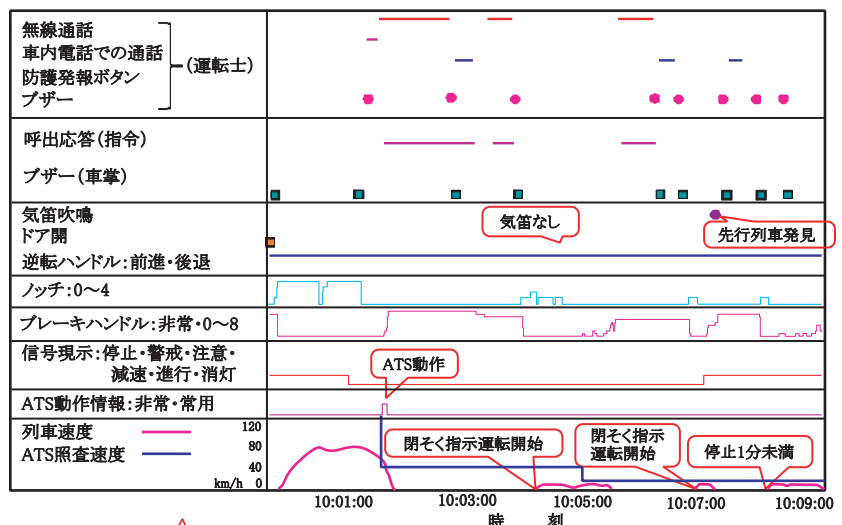 無線通話
車内電話での通話
防護発報ボタン
ブザー
(運転士)
呼出応答(指令)
ブザー(車掌)
気笛吹鳴
ドア開
逆転ハンドル:前進・後退
気笛なし
先行列車発見
ノッチ:0～4
ブレーキハンドル:非常・0～8
信号現示:停止・警戒・注意・
減速・進行・消灯
ATS動作
ATS動作情報:非常・常用
列車速度
ATS照査速度
120
80
40
km/h 0
閉そく指示運転開始
閉そく指示
運転開始
停止1分未満
10:01:00 10:03:00 10:05:00 10:07:00 10:09:00
時 刻